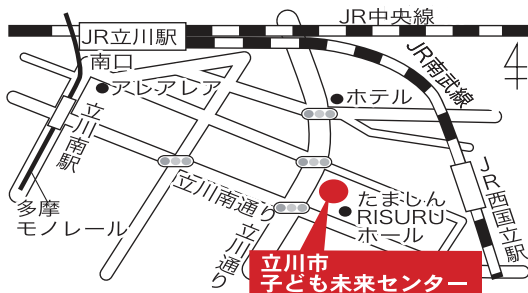 JR中央線
JR立川駅
南口
アレアレア
ホテル
JR南武線
立川南駅
立川南通り
たましん
RISURU
ホール
JR西国立駅
多摩
モノレール
立川通り
立川市
子ども未来センター
4